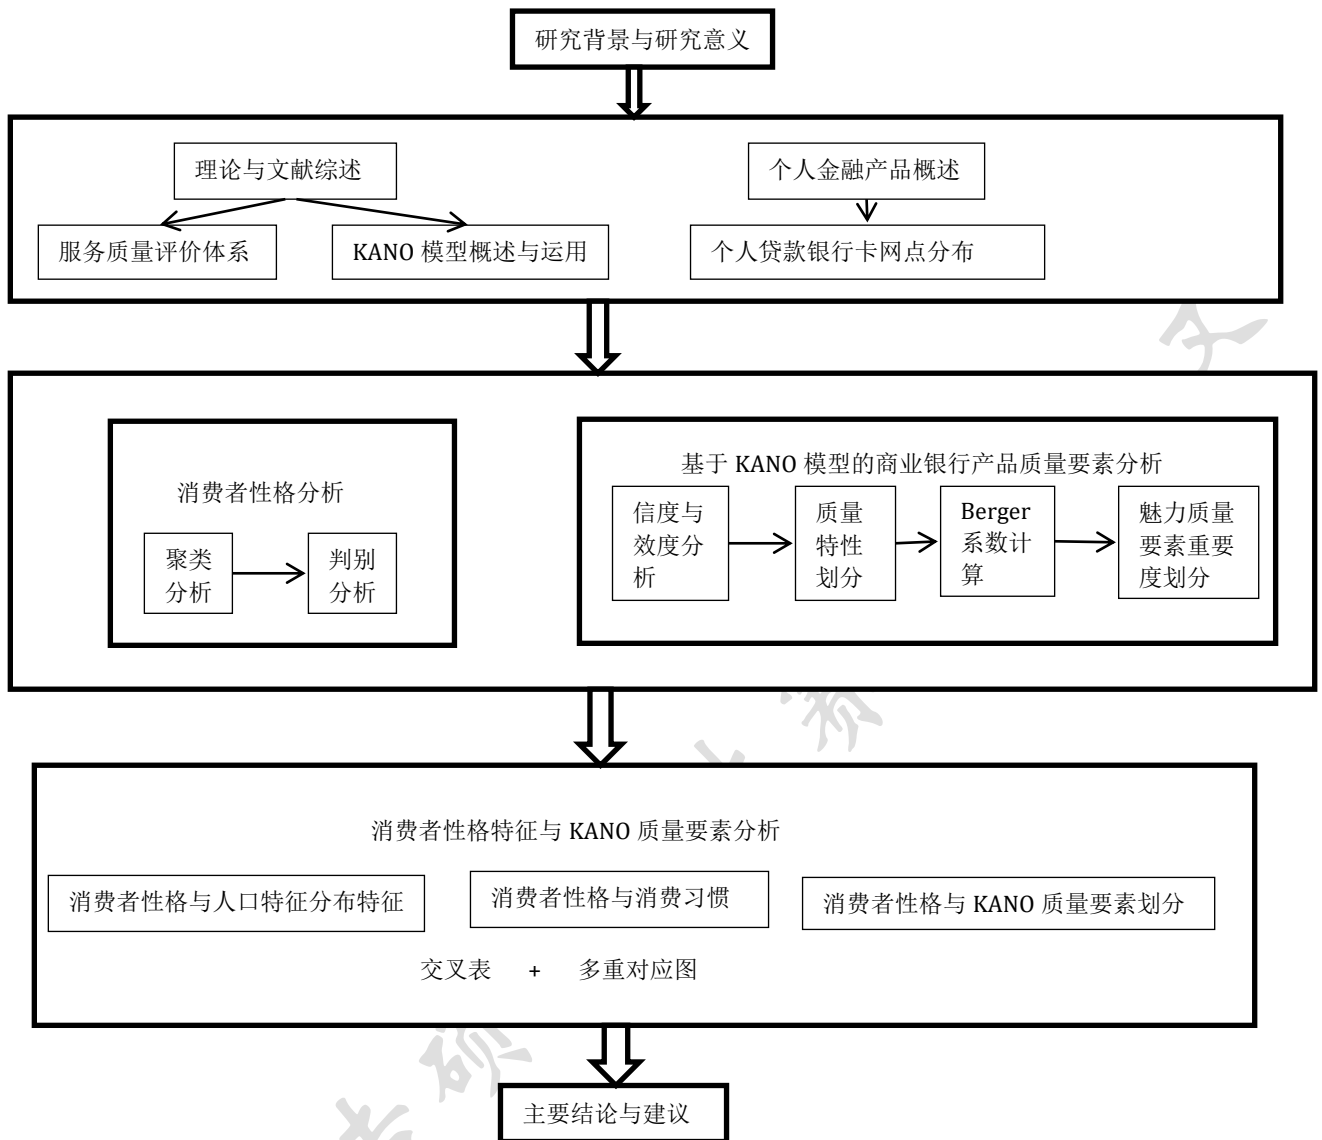 研究背景与研究意义
理论与文献综述
个人金融产品概述
服务质量评价体系
KANO 模型概述与运用
个人贷款银行卡网点分布
消费者性格分析
聚类
分析
判别
分析
基于 KANO 模型的商业银行产品质量要素分析
信度与
效度分
析
质量
特性
划分
Berger
系数计
算
魅力质量
要素重要
度划分
消费者性格特征与 KANO 质量要素分析
消费者性格与人口特征分布特征
消费者性格与消费习惯
消费者性格与 KANO 质量要素划分
交叉表 + 多重对应图
主要结论与建议